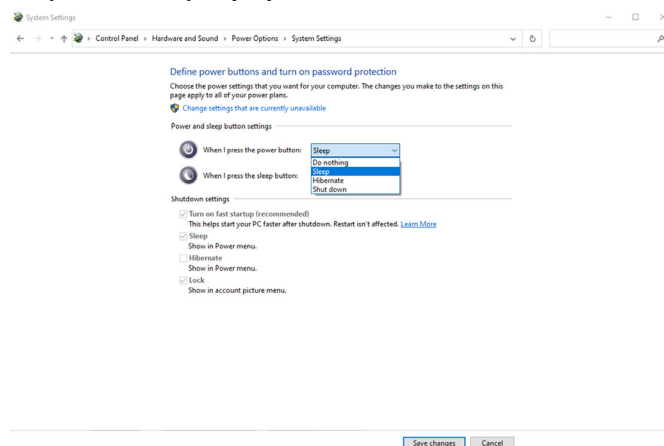 System Settings
Control Panel > Hardware and Sound > Power Options > System Settings
Define power buttons and turn on password protection
Choose the power settings that you want for your computer. The changes you make to the settings on this
page apply to all of your power plans.
Change settings that are currently unavailable
Power and sleep button settings
When I press the power button: Sleep
Do nothing
Sleep
When I press the sleep button:
Hibernate
Shut down
Shutdown settings
Turn on fast startup (recommended)
This helps start your PC faster after shutdown. Restart isn't affected. Learn More
Sleep
Show in Power menu.
Hibernate
Show in Power menu.
Lock
Show in account picture menu.
Save changes Cancel